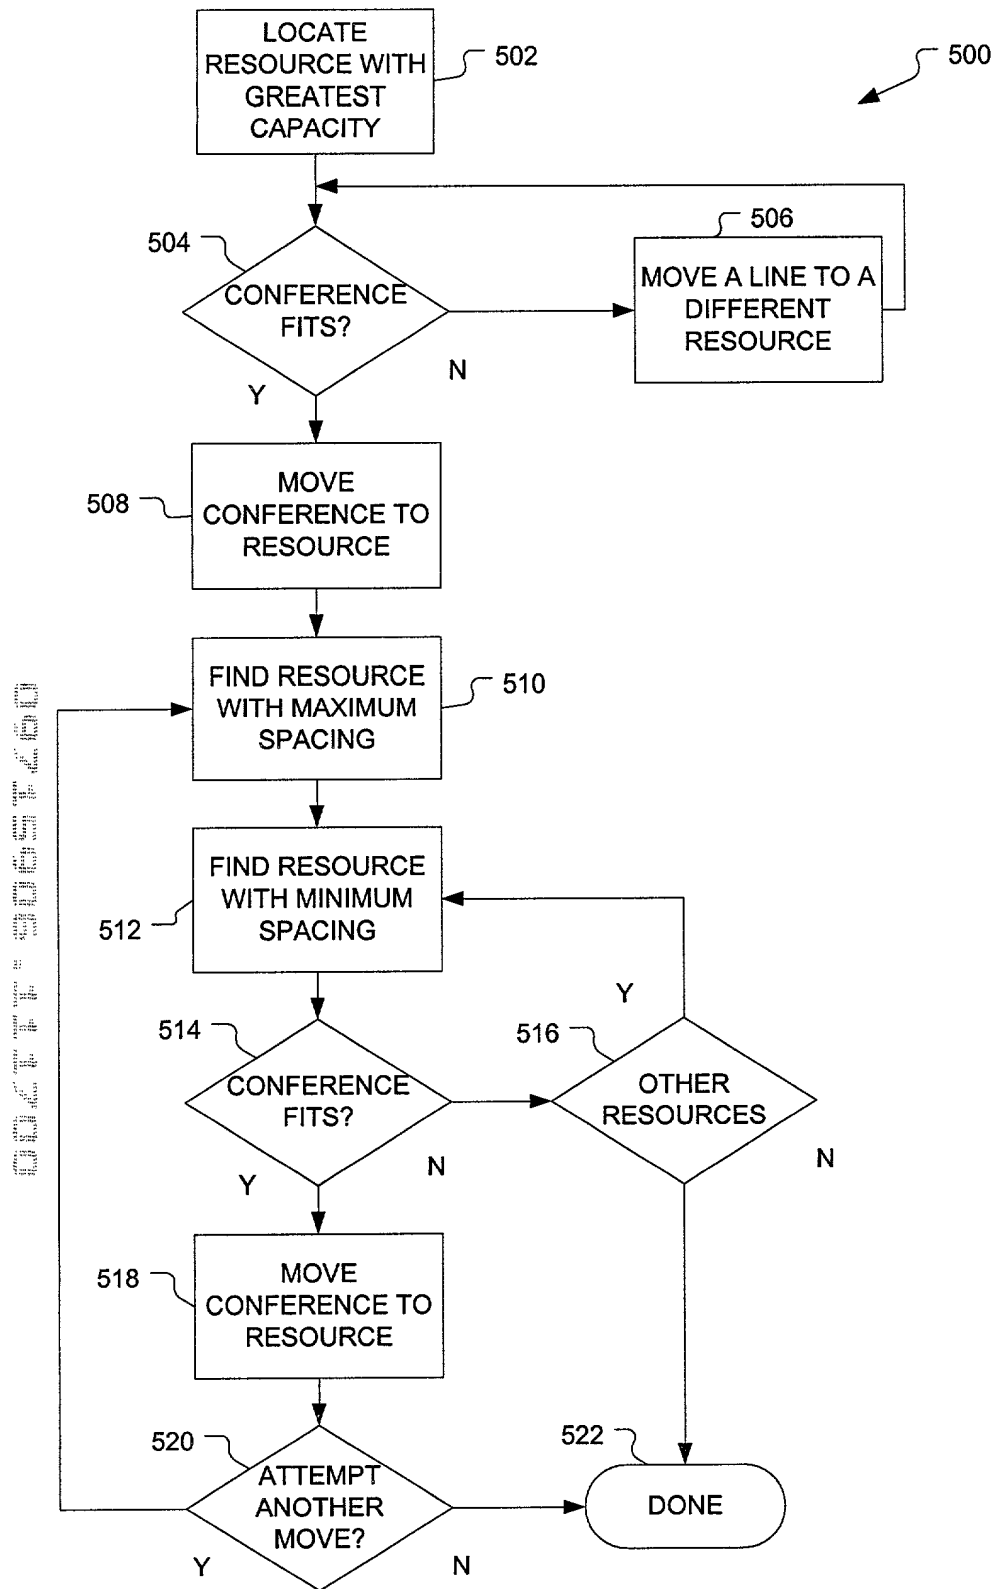 LOCATE
RESOURCE WITH
GREATEST
CAPACITY
502
500
504
CONFERENCE
FITS?
Y
N
506
MOVE A LINE TO A
DIFFERENT
RESOURCE
508
MOVE
CONFERENCE TO
RESOURCE
FIND RESOURCE
WITH MAXIMUM
SPACING
510
FIND RESOURCE
WITH MINIMUM
SPACING
512
514
CONFERENCE
FITS?
Y
N
516
OTHER
RESOURCES
Y
N
518
MOVE
CONFERENCE TO
RESOURCE
520
ATTEMPT
ANOTHER
MOVE?
Y
N
522
DONE